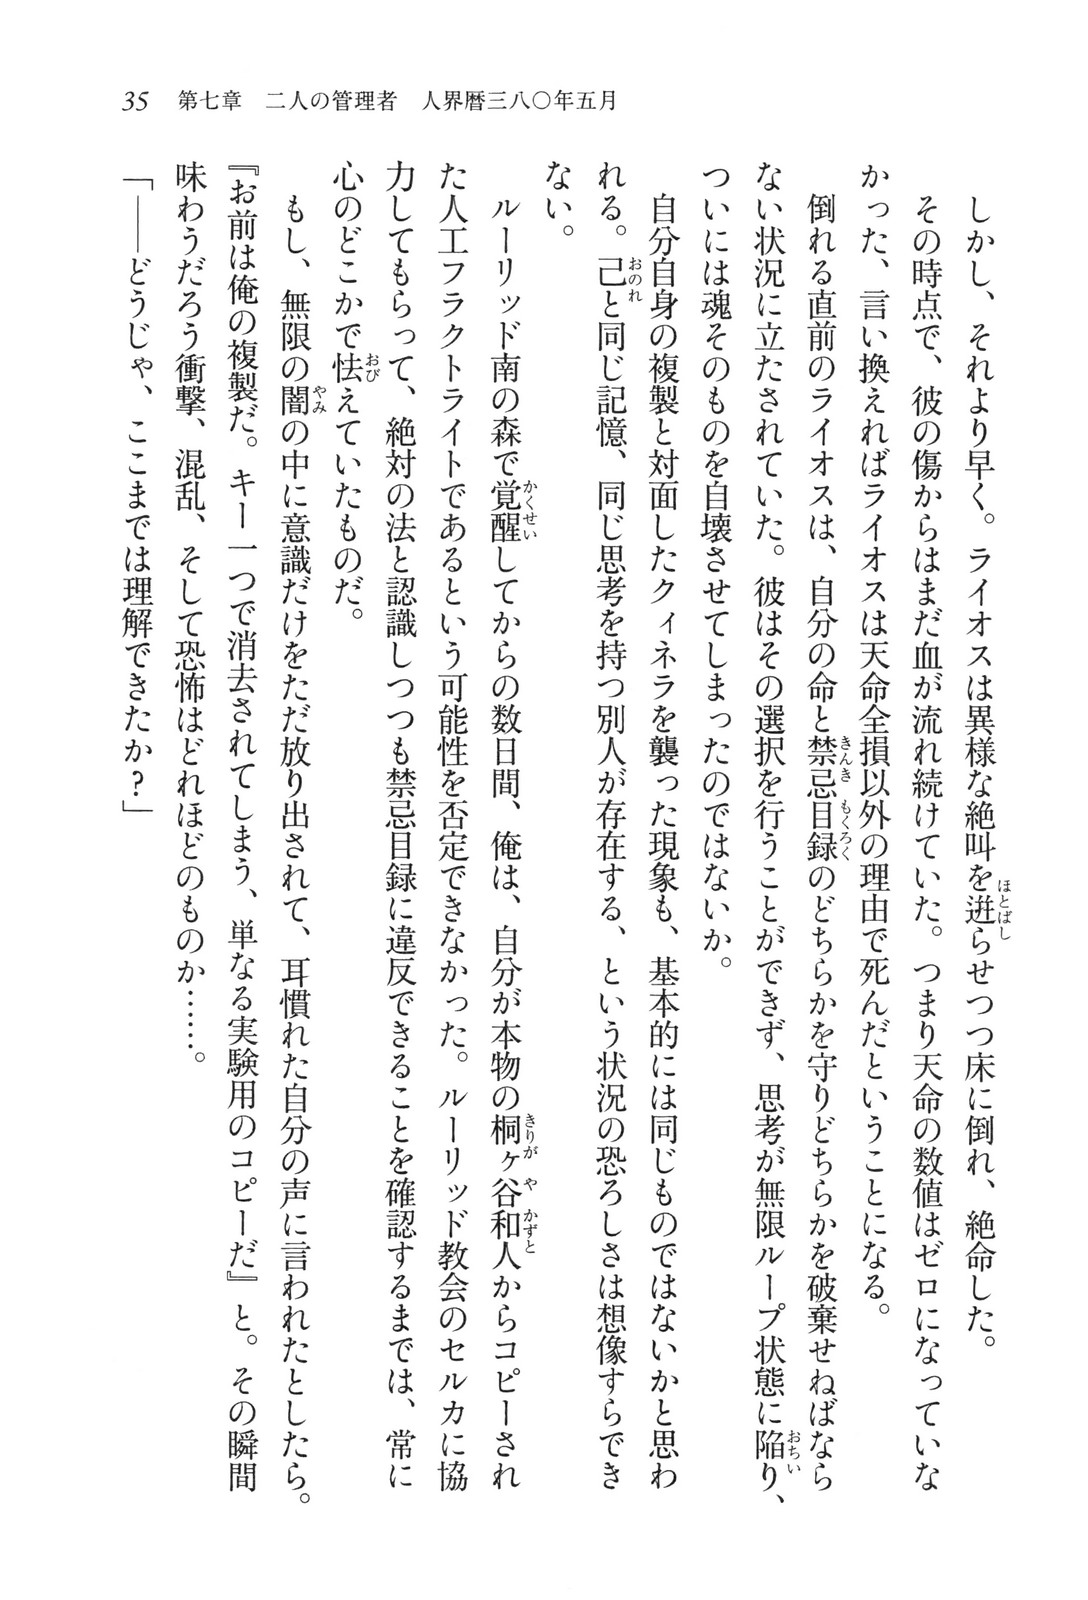 35　第七章　二人の管理者　人界暦三八〇年五月
　しかし、それより早く。ライオスは異様な絶叫を迸らせつつ床に倒れ、絶命した。
　その時点で、彼の傷からはまだ血が流れ続けていた。つまり天命の数値はゼロになっていな
かった、言い換えればライオスは天命全損以外の理由で死んだということになる。
　倒れる直前のライオスは、自分の命と禁忌目録のどちらかを守りどちらかを破棄せねばなら
ない状況に立たされていた。彼はその選択を行うことができず、思考が無限ループ状態に陥り、
ついには魂そのものを自壊させてしまったのではないか。
　自分自身の複製と対面したクィネラを襲った現象も、基本的には同じものではないかと思わ
れる。己と同じ記憶、同じ思考を持つ別人が存在する、という状況の恐ろしさは想像すらでき
ない。
　ルーリッド南の森で覚醒してからの数日間、俺は、自分が本物の桐ヶ谷和人からコピーされ
た人工フラクトライトであるという可能性を否定できなかった。ルーリッド教会のセルカに協
力してもらって、絶対の法と認識しつつも禁忌目録に違反できることを確認するまでは、常に
心のどこかで怯えていたものだ。
　もし、無限の闇の中に意識だけをただ放り出されて、耳慣れた自分の声に言われたとしたら。
『お前は俺の複製だ。キー一つで消去されてしまう、単なる実験用のコピーだ』と。その瞬間
味わうだろう衝撃、混乱、そして恐怖はどれほどのものか……。
「――どうじゃ、ここまでは理解できたか？」